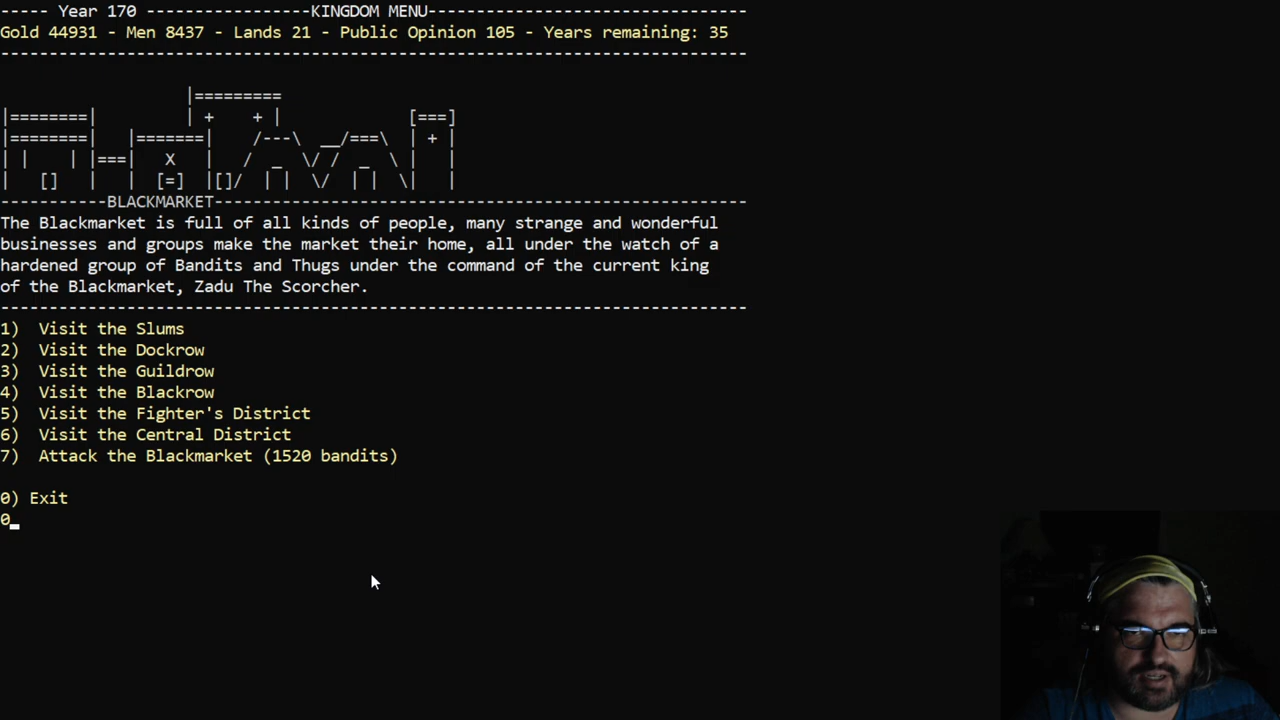 ----- Year 170 -----------------KINGDOM MENU---------------------------------
Gold 44931 - Men 8437 - Lands 21 - Public Opinion 105 - Years remaining: 35
-----------------------------------------------------------------------------
                   |=========
|========|         | +    + |             [===]
|========|   |=======|    /---\  __/===\  | + |
| |    | |===|   X   |   /  _  \/ /  _  \ |   |
|   []   |   |  [=]  |[]/  | |  \/  | |  \|   |
-----------BLACKMARKET-------------------------------------------------------
The Blackmarket is full of all kinds of people, many strange and wonderful
businesses and groups make the market their home, all under the watch of a
hardened group of Bandits and Thugs under the command of the current king
of the Blackmarket, Zadu The Scorcher.
-----------------------------------------------------------------------------
1)  Visit the Slums
2)  Visit the Dockrow
3)  Visit the Guildrow
4)  Visit the Blackrow
5)  Visit the Fighter's District
6)  Visit the Central District
7)  Attack the Blackmarket (1520 bandits)
0) Exit
0_